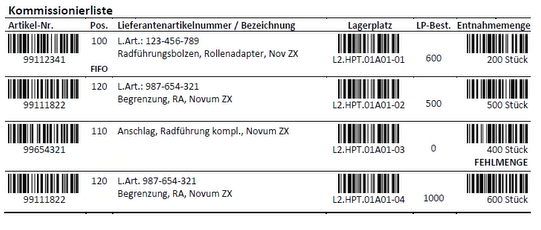 Kommissionierliste
Artikel-Nr. Pos. Lieferantenartikelnummer / Bezeichnung Lagerplatz LP-Best. Entnahmemenge
100 L.Art.: 123-456-789
Radführungsbolzen, Rollenadapter, Nov ZX
99112341 L2.HPT.01A01-01 600 200 Stück
FIFO
120 L.Art.: 987-654-321
Begrenzung, RA, Novum ZX
99111822 L2.HPT.01A01-02 500 500 Stück
110 Anschlag, Radführung kompl., Novum ZX
99654321 L2.HPT.01A01-03 0 400 Stück
FEHLMENGE
120 L.Art. 987-654-321
Begrenzung, RA, Novum ZX
99111822 L2.HPT.01A01-04 1000 600 Stück